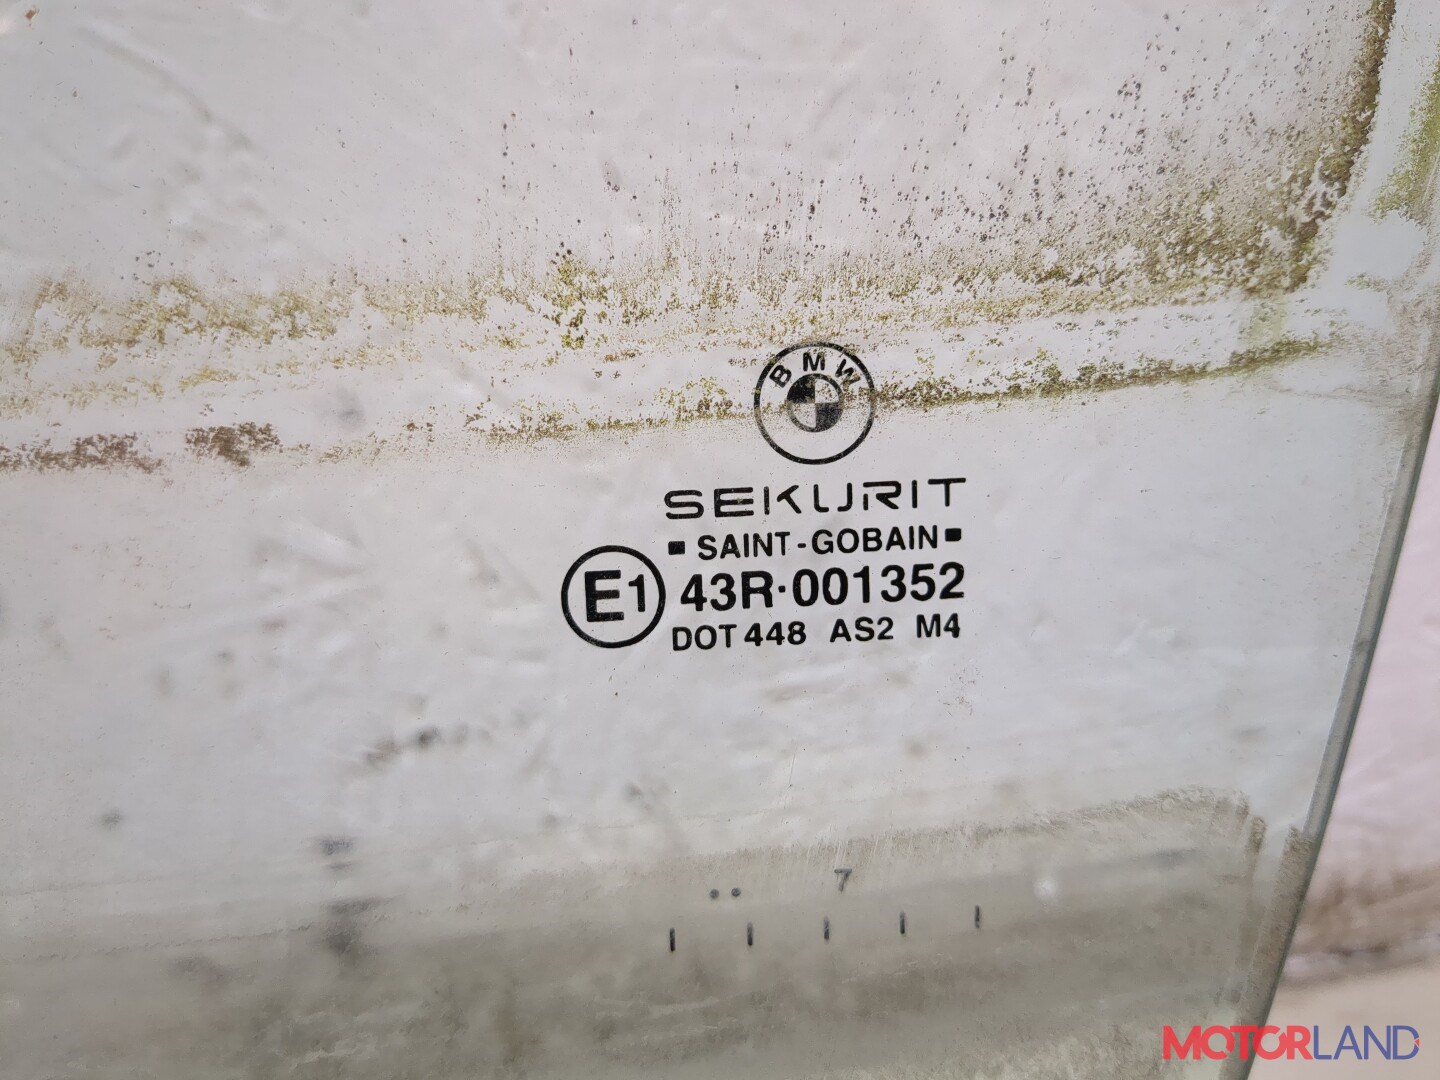 BMW
SEKURIT
SAINT-GOBAIN
E1 43R·001352
DOT 448 AS2 M4
.. 7
MOTORLAND